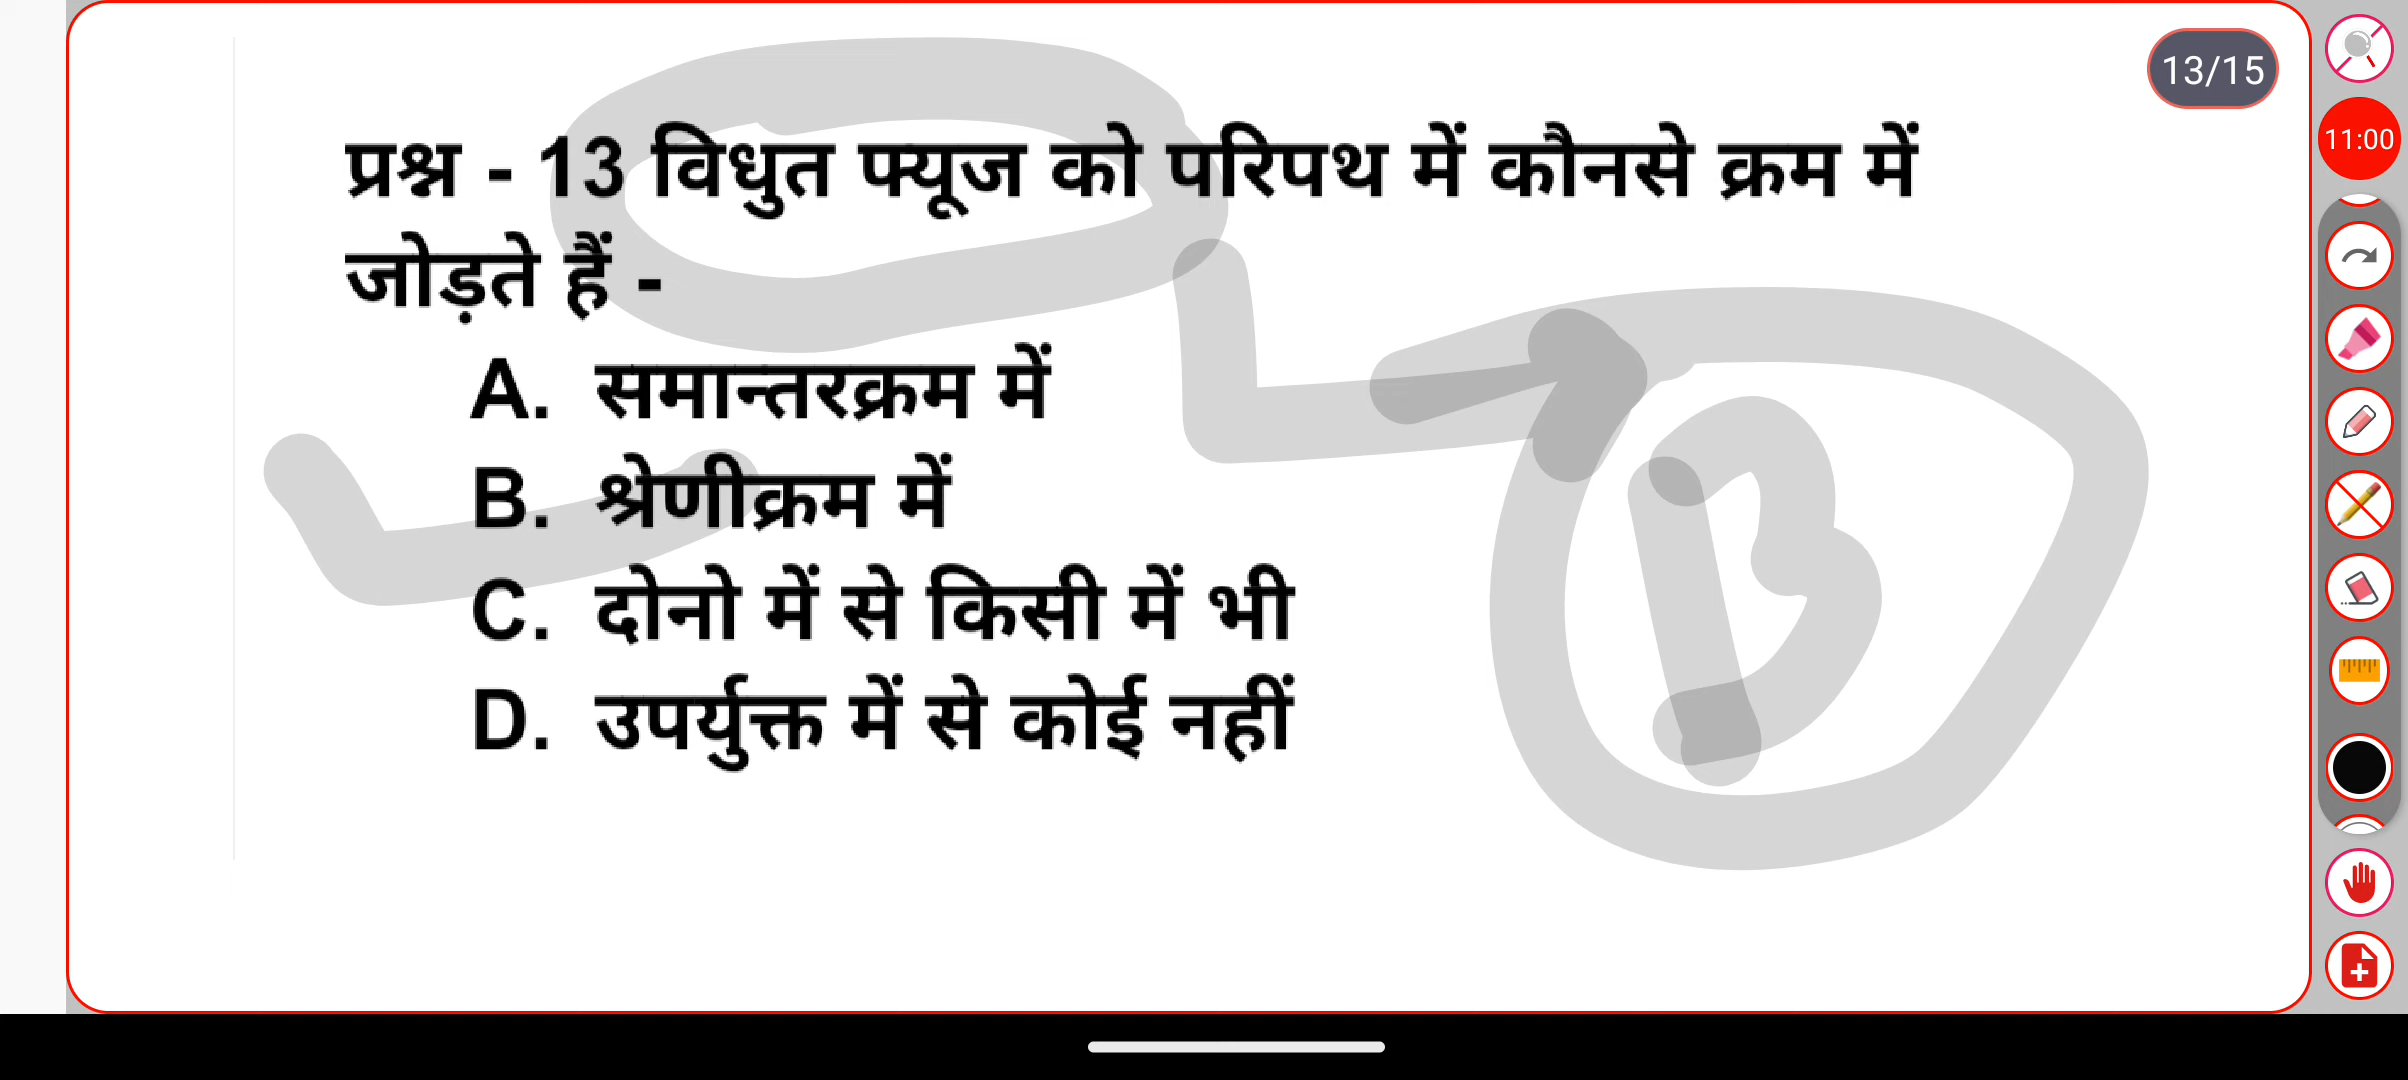 13/15
11:00
प्रश्न - 13 विधुत फ्यूज को परिपथ में कौनसे क्रम में
जोड़ते हैं -
A. समान्तरक्रम में
B. श्रेणीक्रम में
C. दोनो में से किसी में भी
D. उपर्युक्त में से कोई नहीं
B